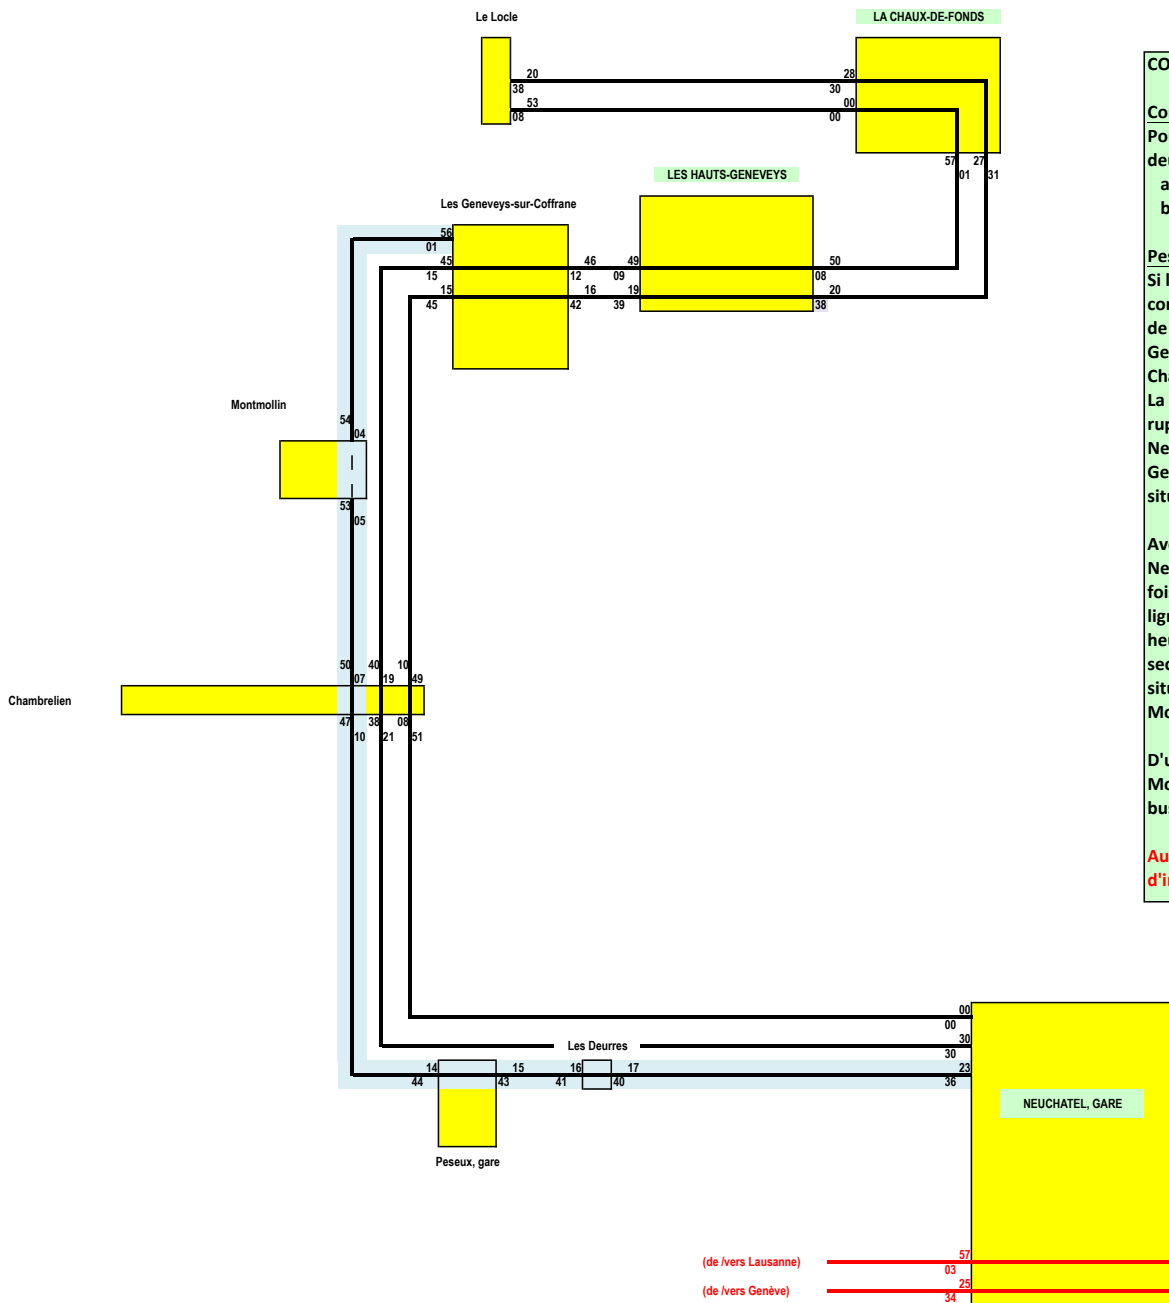 Le Locle
LA CHAUX-DE-FONDS
20
28
38
30
53
00
08
00
57 27
01 31
LES HAUTS-GENEVEYS
Les Geneveys-sur-Coffrane
56
01
45
46 49
50
15
12 09
08
15
16 19
20
45
42 39
38
Montmollin
54
04
53
05
50 40 10
07 19 49
Chambrelien
47 38 08
10 21 51
00
00
Les Deurres
30
30
14 15 16 17
23
44 43 41 40
36
NEUCHATEL, GARE
Peseux, gare
(de /vers Lausanne)
57
03
(de /vers Genève)
25
34
CO
Co
Po
de
a
b
Pe
Si l
co
de
Ge
Ch
La
ru
Ne
Ge
sit
Av
Ne
foi
lig
he
se
sit
Mo
D'u
Mo
bu
Au
d'i